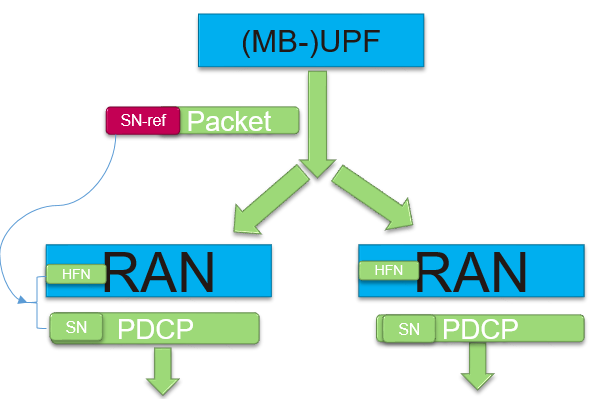 (MB-)UPF
SN-ref Packet
HFN RAN
HFN RAN
SN PDCP
SN PDCP